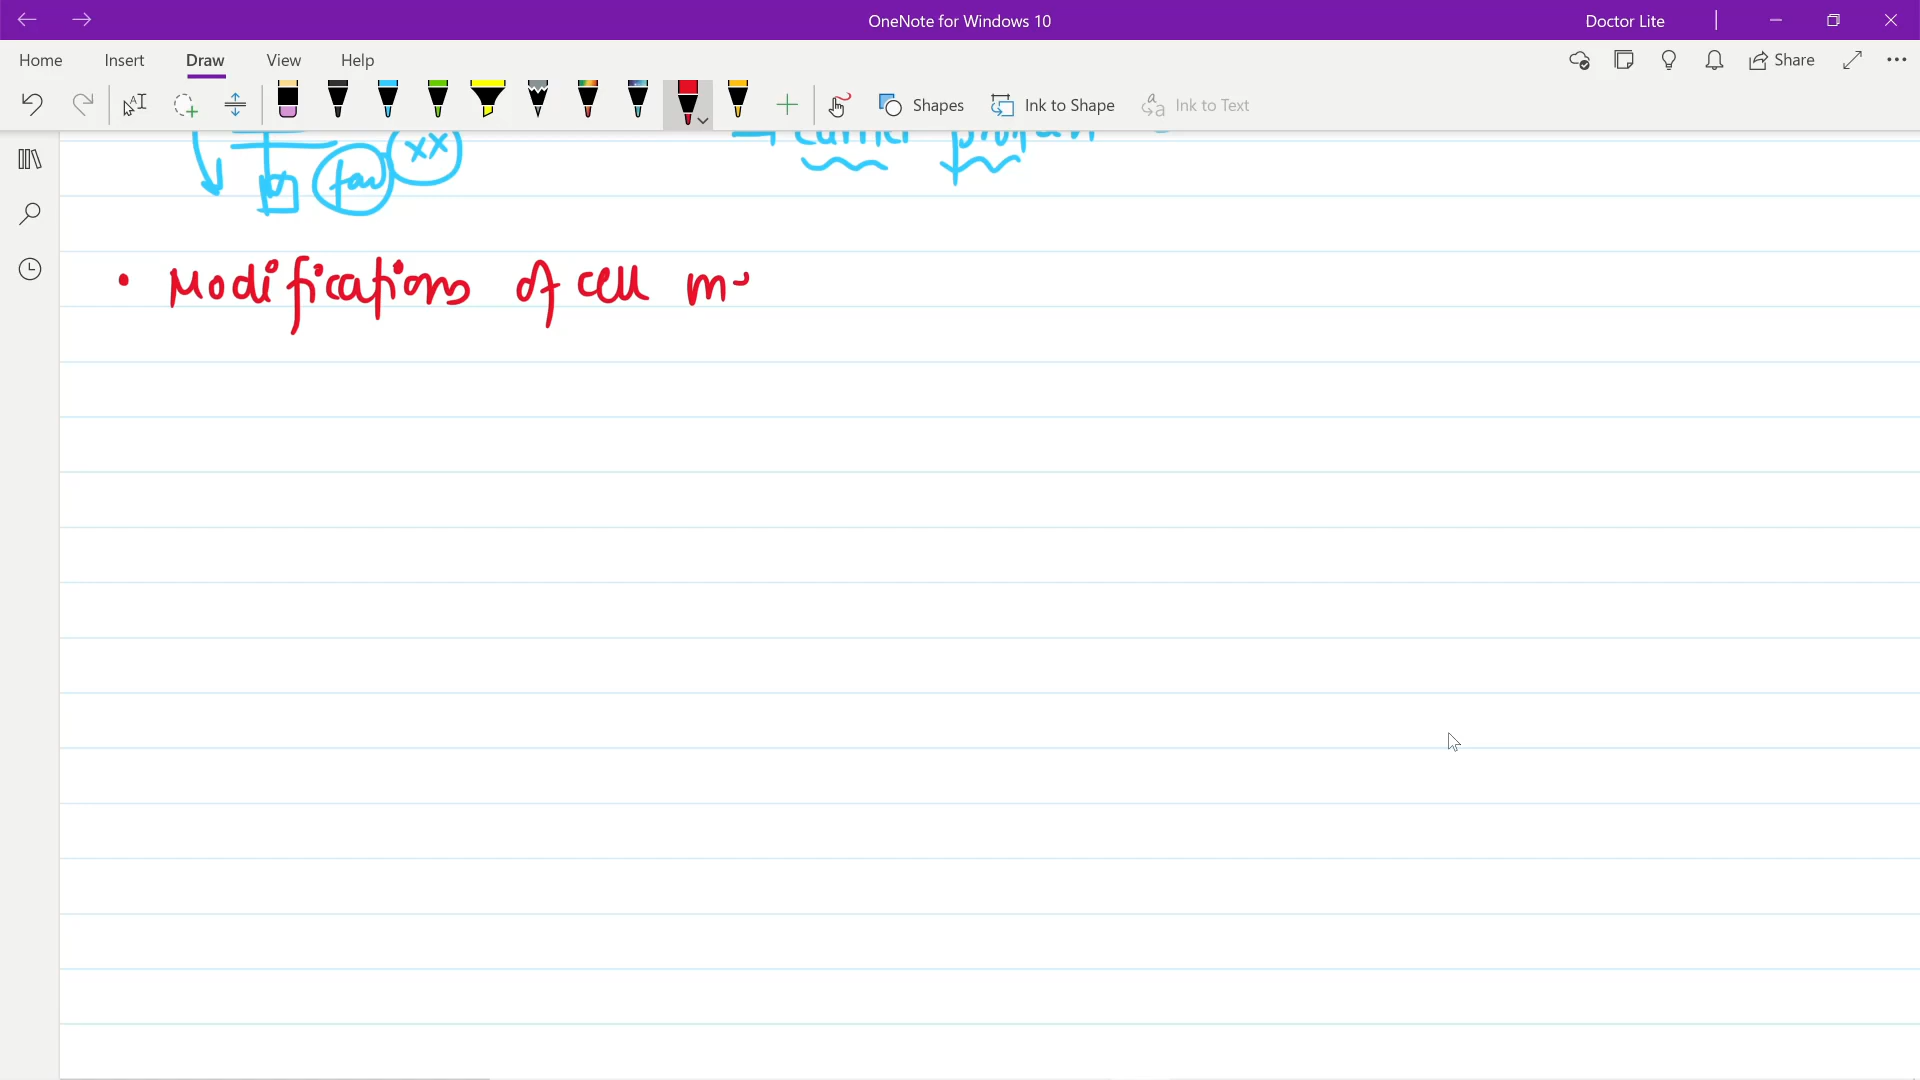 OneNote for Windows 10
Doctor Lite
Home Insert Draw View Help
Share
Shapes Ink to Shape Ink to Text
xx
• Modifications of cell m